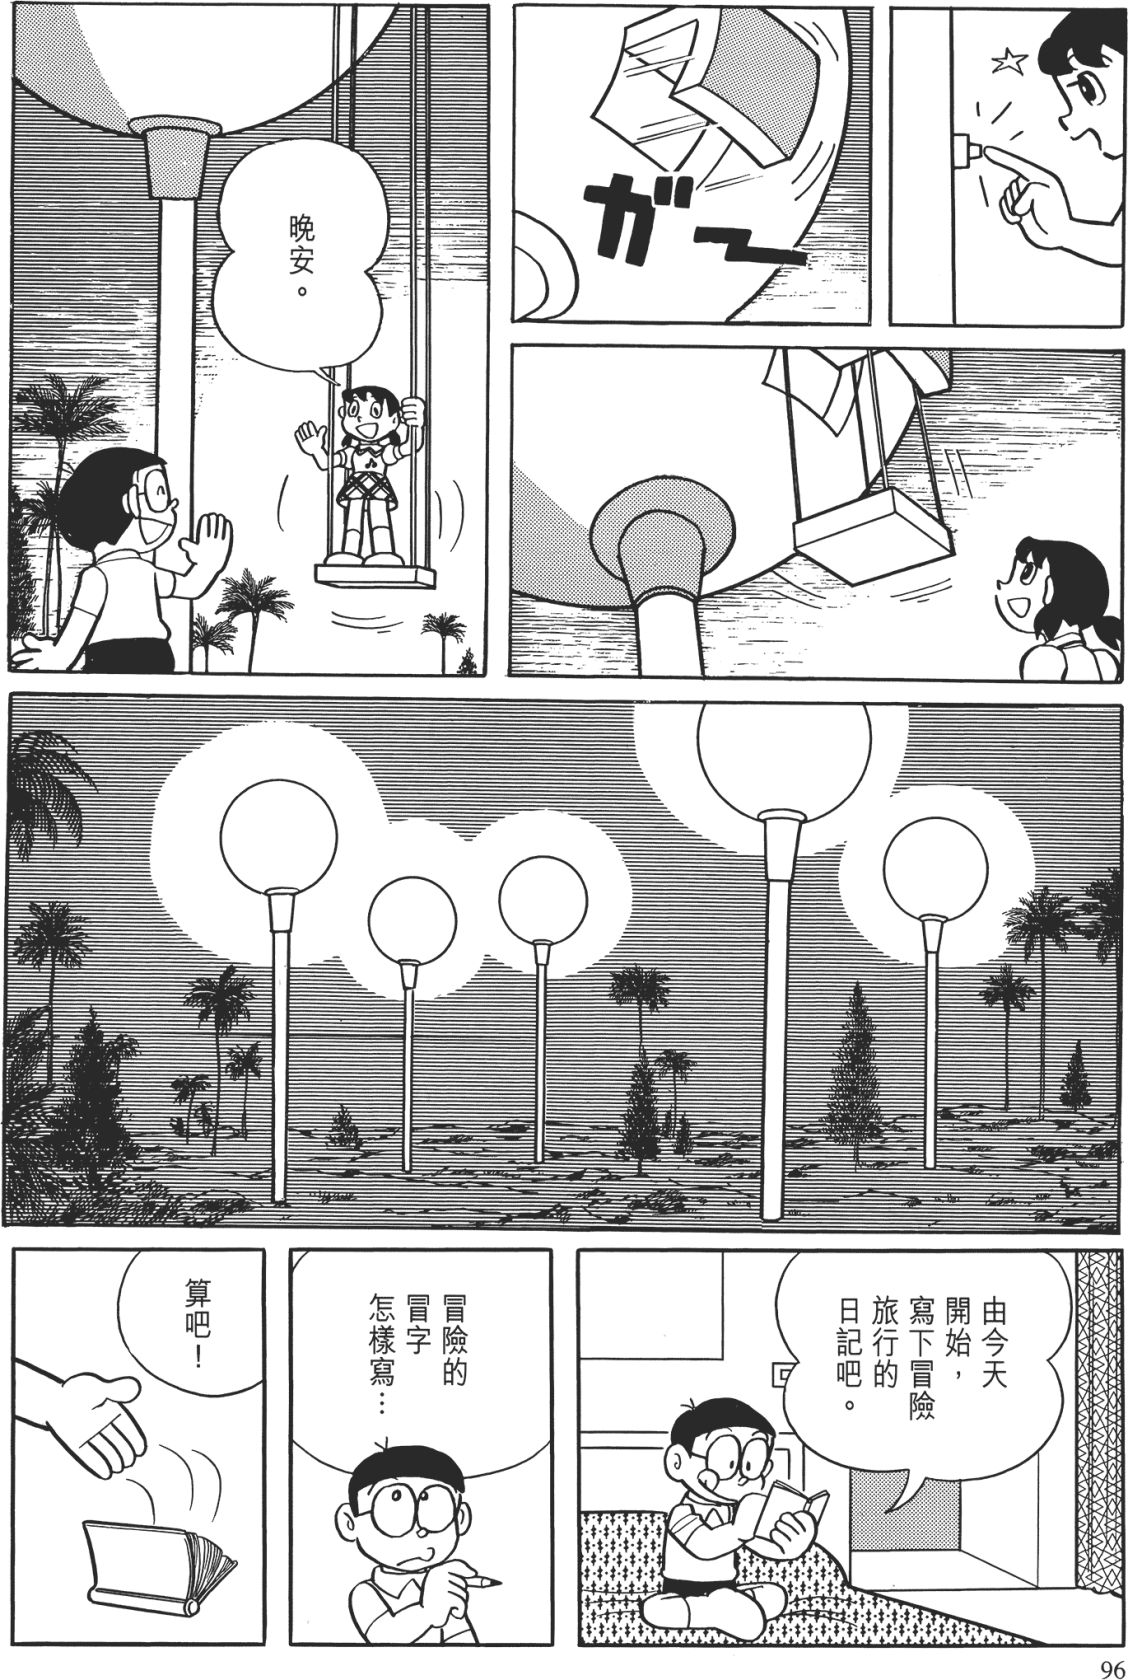 ガー
晚安。
由今天
開始，
寫下冒險
旅行的
日記吧。
冒險的
冒字
怎樣寫…
算吧！
96